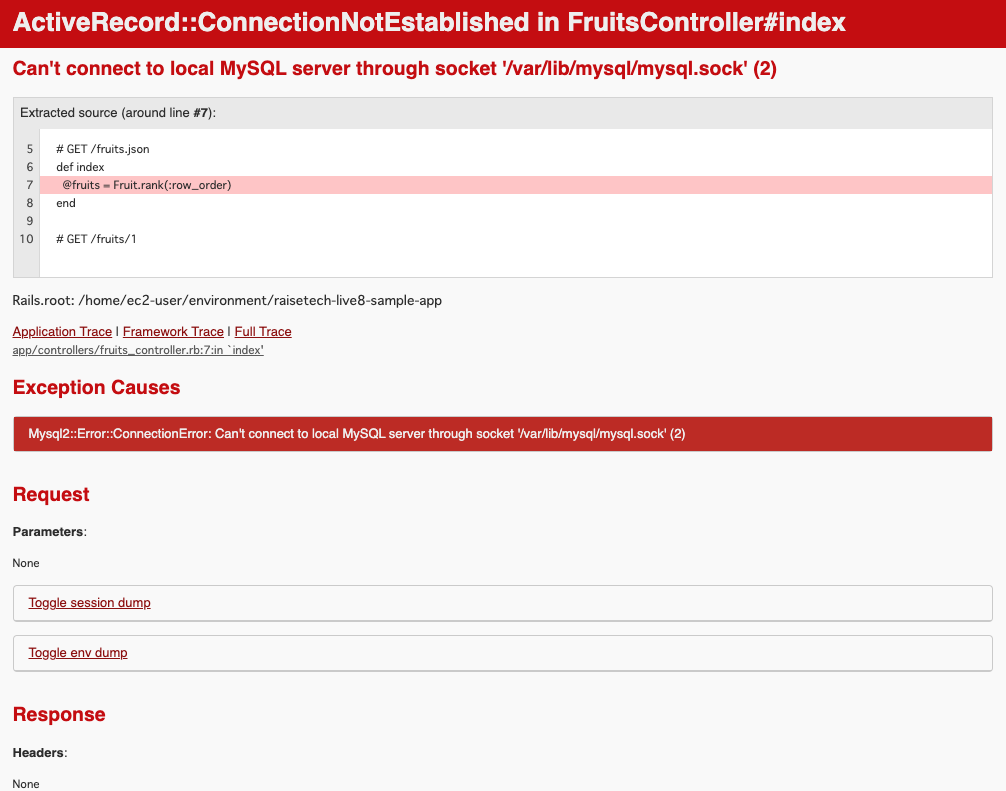 ActiveRecord::ConnectionNotEstablished in FruitsController#index
Can't connect to local MySQL server through socket '/var/lib/mysql/mysql.sock' (2)
Extracted source (around line #7):
5 # GET /fruits.json
6 def index
7 @fruits = Fruit.rank(:row_order)
8 end
9
10 # GET /fruits/1
Rails.root: /home/ec2-user/environment/raisetech-live8-sample-app
Application Trace | Framework Trace | Full Trace
app/controllers/fruits_controller.rb:7:in `index'
Exception Causes
Mysql2::Error::ConnectionError: Can't connect to local MySQL server through socket '/var/lib/mysql/mysql.sock' (2)
Request
Parameters:
None
Toggle session dump
Toggle env dump
Response
Headers:
None